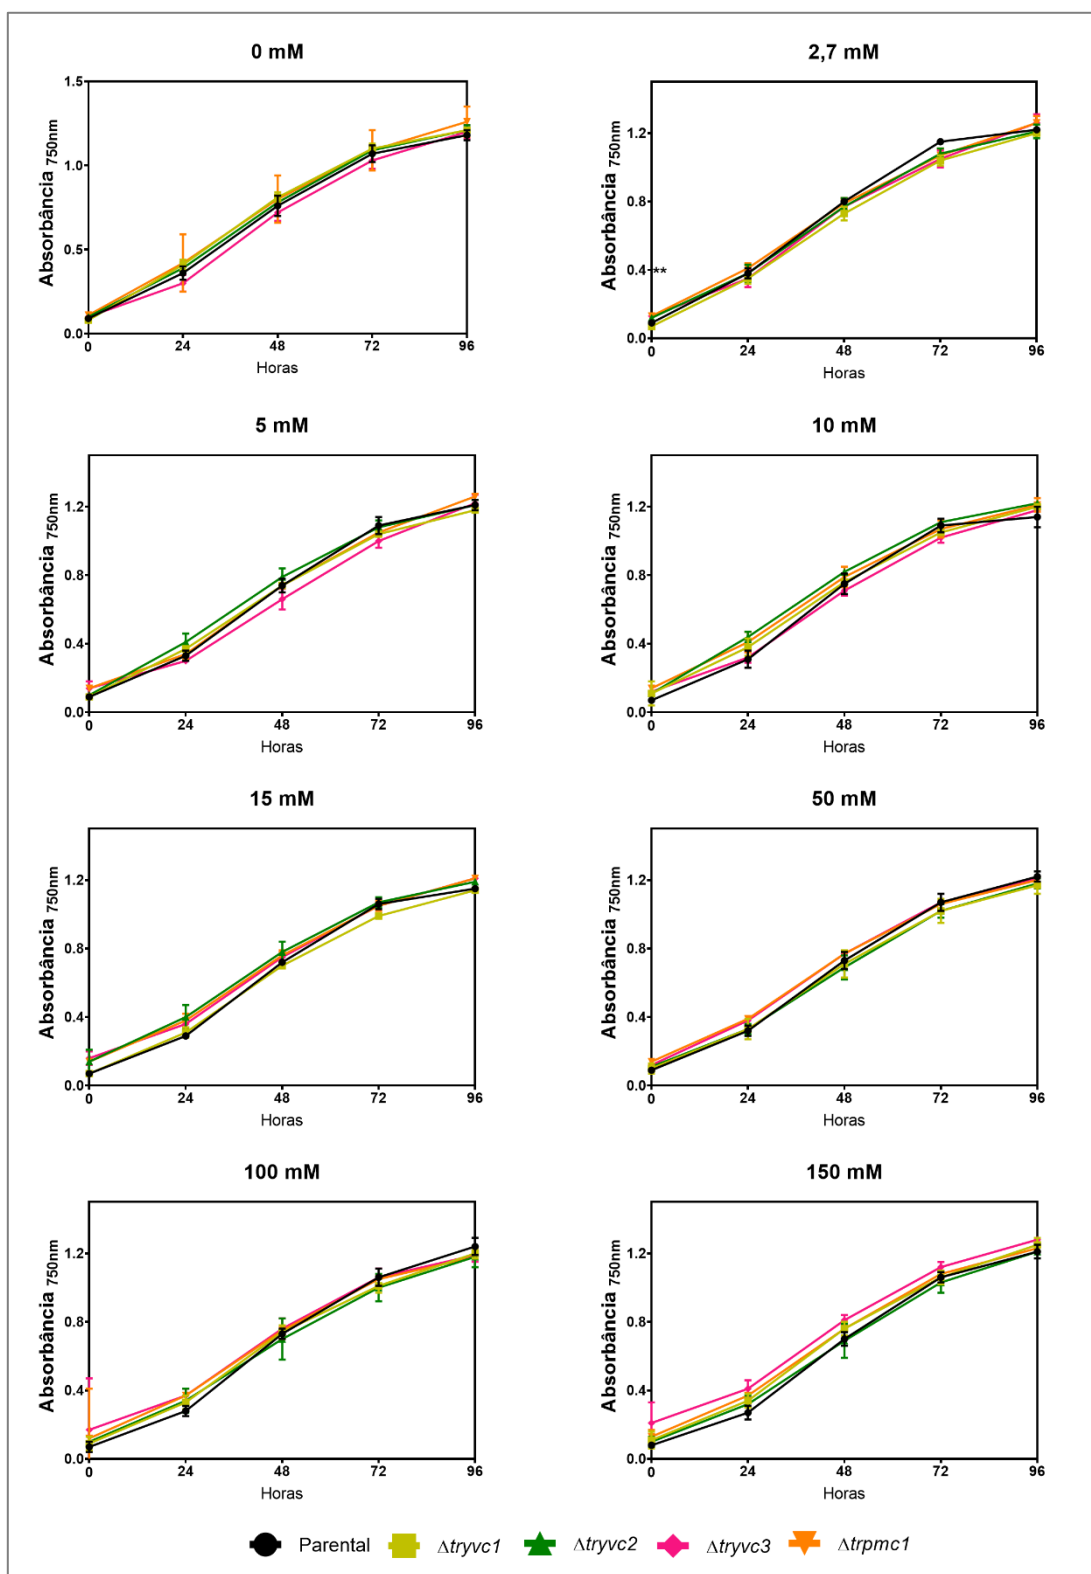 0 mM
1.5
1.0
0.5
0.0
Absorbância 750nm
0 24 48 72 96
Horas
2,7 mM
1.2
0.8
0.4
0.0
**
Absorbância 750nm
0 24 48 72 96
Horas
5 mM
1.2
0.8
0.4
0.0
Absorbância 750nm
0 24 48 72 96
Horas
10 mM
1.2
0.8
0.4
0.0
Absorbância 750nm
0 24 48 72 96
Horas
15 mM
1.2
0.8
0.4
0.0
Absorbância 750nm
0 24 48 72 96
Horas
50 mM
1.2
0.8
0.4
0.0
Absorbância 750nm
0 24 48 72 96
Horas
100 mM
1.2
0.8
0.4
0.0
Absorbância 750nm
0 24 48 72 96
Horas
150 mM
1.2
0.8
0.4
0.0
Absorbância 750nm
0 24 48 72 96
Horas
Parental Δtryvc1 Δtryvc2 Δtryvc3 Δtrpmc1